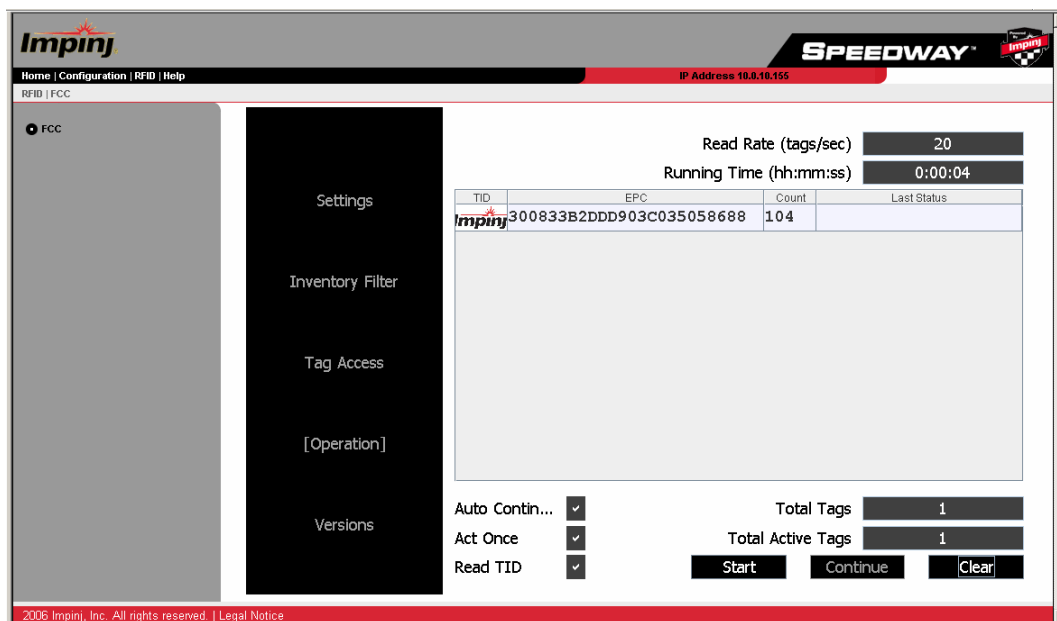 Impinj
SPEEDWAY
Powered By Impinj
Home | Configuration | RFID | Help
IP Address 10.0.10.155
RFID | FCC
FCC
Settings
Inventory Filter
Tag Access
[Operation]
Versions
Read Rate (tags/sec) 20
Running Time (hh:mm:ss) 0:00:04
TID EPC Count Last Status
Impinj 300833B2DDD903C035058688 104
Auto Contin...
Act Once
Read TID
Total Tags 1
Total Active Tags 1
Start Continue Clear
2006 Impinj, Inc. All rights reserved. | Legal Notice